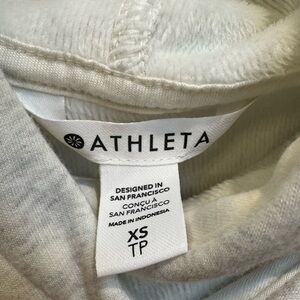 ATHLETA
DESIGNED IN
SAN FRANCISCO
CONÇU A
SAN FRANCISCO
MADE IN INDONESIA
XS
TP